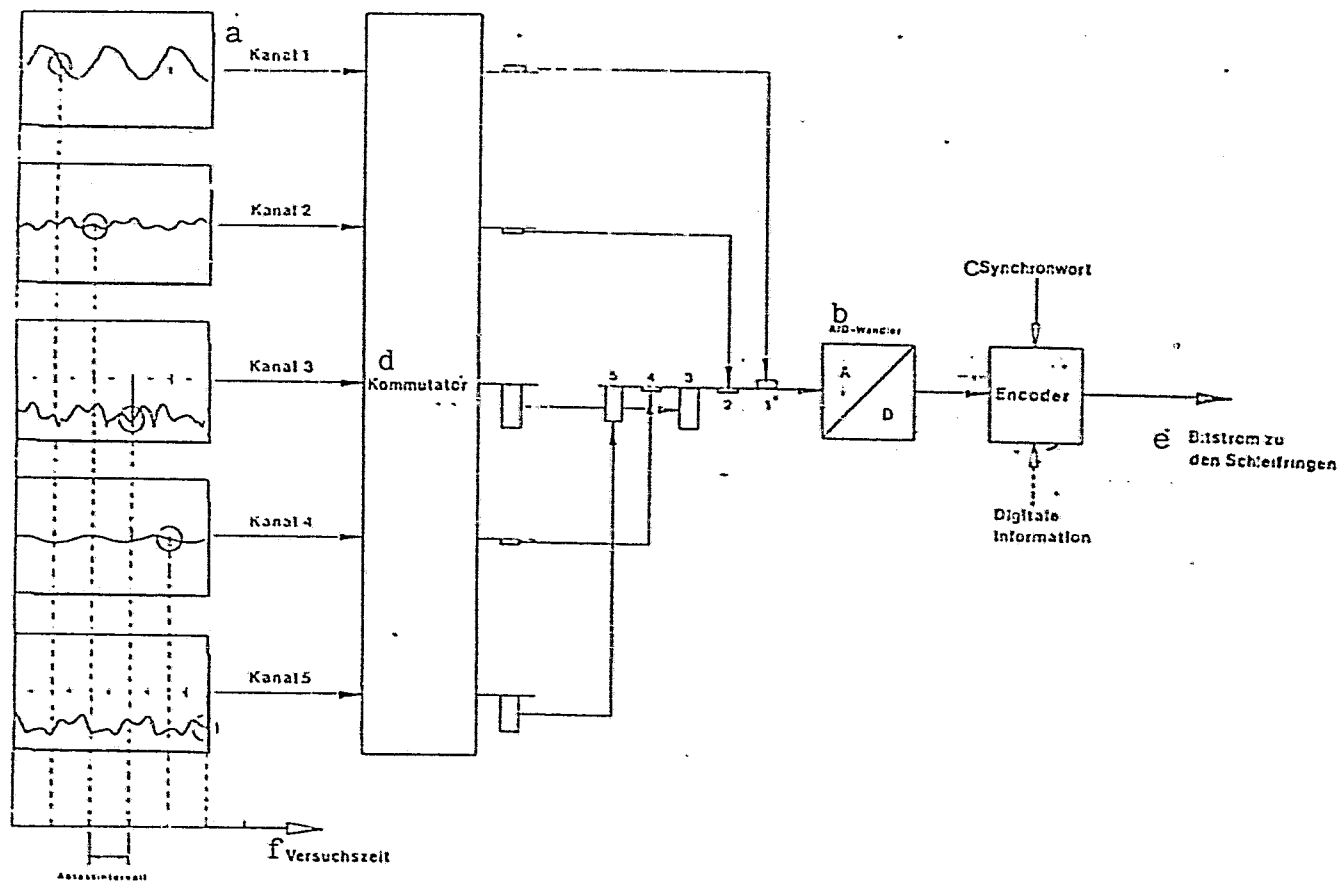 a
Kanal 1
Kanal 2
Kanal 3
Kanal 4
Kanal 5
d
Kommutator
5
4
3
2
1
b
A/D-Wandler
A
D
c Synchronwort
Encoder
Digitale
Information
e Bitstrom zu
den Schleifringen
f Versuchszeit
Abtastintervall